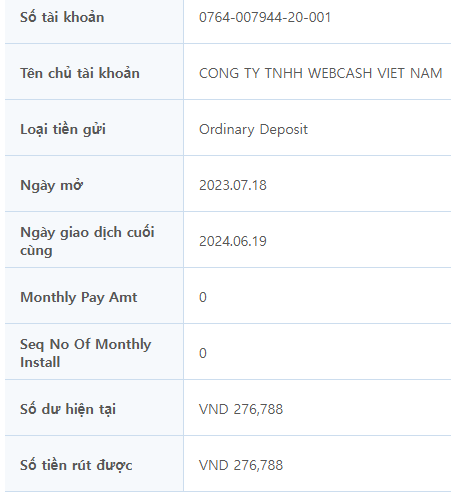 Số tài khoản
0764-007944-20-001
Tên chủ tài khoản
CONG TY TNHH WEBCASH VIET NAM
Loại tiền gửi
Ordinary Deposit
Ngày mở
2023.07.18
Ngày giao dịch cuối
cùng
2024.06.19
Monthly Pay Amt
0
Seq No Of Monthly
Install
0
Số dư hiện tại
VND 276,788
Số tiền rút được
VND 276,788